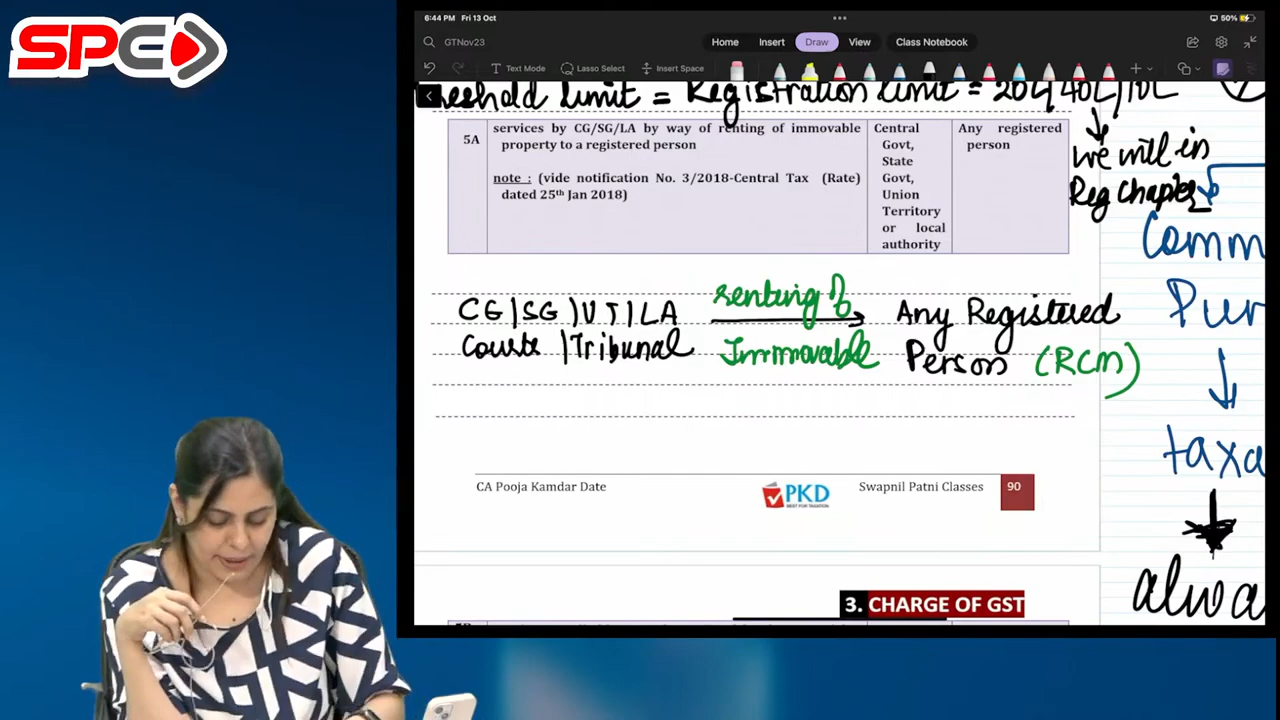 SPC
6:44 PM Fri 13 Oct
50%
GTNov23
Home Insert Draw View Class Notebook
Text Mode Lasso Select Insert Space
eshold limit = Registration limit = 20L/40L/10L
5A
services by CG/SG/LA by way of renting of immovable property to a registered person
note : (vide notification No. 3/2018-Central Tax (Rate) dated 25th Jan 2018)
Central
Govt,
State
Govt,
Union
Territory
or local
authority
Any registered
person
we will in
Reg Chapter
CG/SG/UT/LA
Courts /Tribunal
renting of
Immovable
Any Registered
Person (RCM)
Comm
Pur
taxa
alwa
CA Pooja Kamdar Date
PKD
BEST FOR TAXATION
Swapnil Patni Classes
90
3. CHARGE OF GST